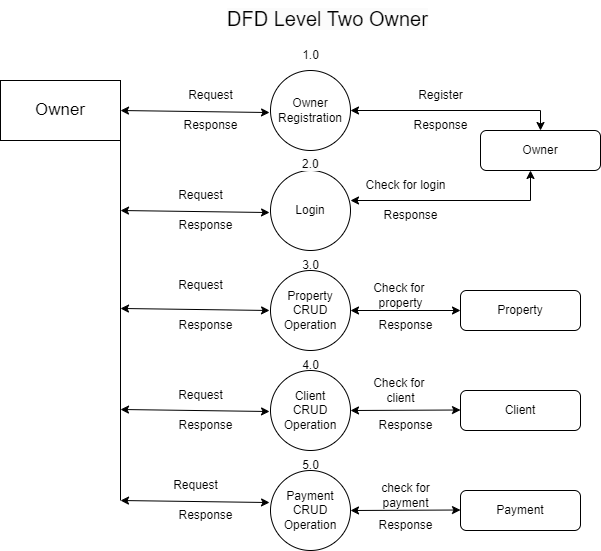 DFD Level Two Owner
1.0
Owner
Request
Response
Owner
Registration
Register
Response
Owner
2.0
Request
Response
Login
Check for login
Response
3.0
Request
Response
Property
CRUD
Operation
Check for
property
Response
Property
4.0
Request
Response
Client
CRUD
Operation
Check for
client
Response
Client
5.0
Request
Response
Payment
CRUD
Operation
check for
payment
Response
Payment